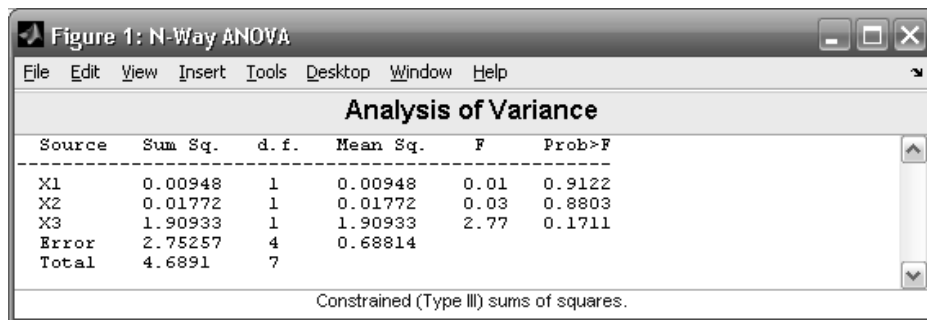 Figure 1: N-Way ANOVA
File Edit View Insert Tools Desktop Window Help
Analysis of Variance
Source Sum Sq. d.f. Mean Sq. F Prob>F
X1 0.00948 1 0.00948 0.01 0.9122
X2 0.01772 1 0.01772 0.03 0.8803
X3 1.90933 1 1.90933 2.77 0.1711
Error 2.75257 4 0.68814
Total 4.6891 7
Constrained (Type III) sums of squares.